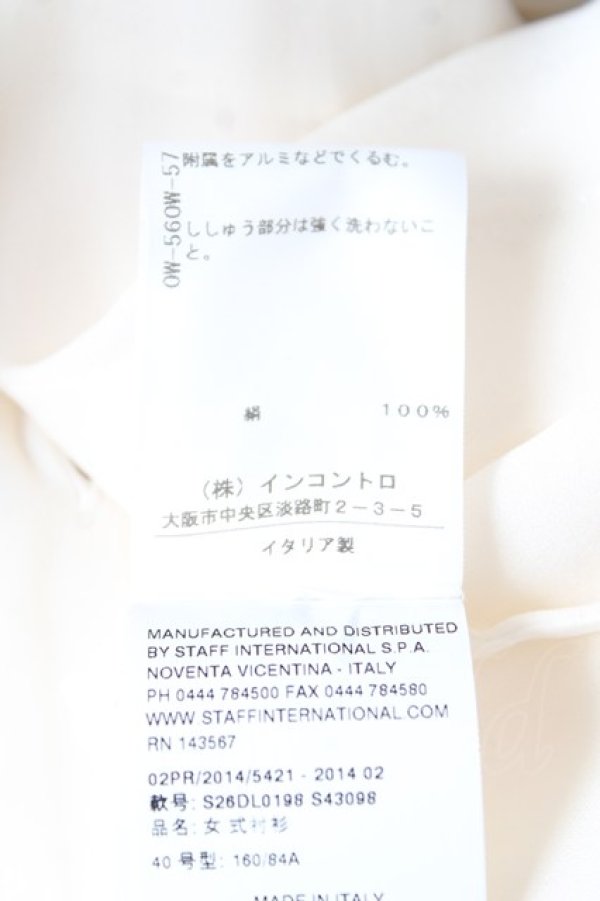 OW-560W-57
附属をアルミなどでくるむ。
ししゅう部分は強く洗わないこ
と。
絹 100%
(株)インコントロ
大阪市中央区淡路町2-3-5
イタリア製
MANUFACTURED AND DISTRIBUTED
BY STAFF INTERNATIONAL S.P.A.
NOVENTA VICENTINA - ITALY
PH 0444 784500 FAX 0444 784580
WWW STAFFINTERNATIONAL.COM
RN 143567
02PR/2014/5421 - 2014 02
款号: S26DL0198 S43098
品名: 女式衬衫
40 号型: 160/84A
MADE IN ITALY